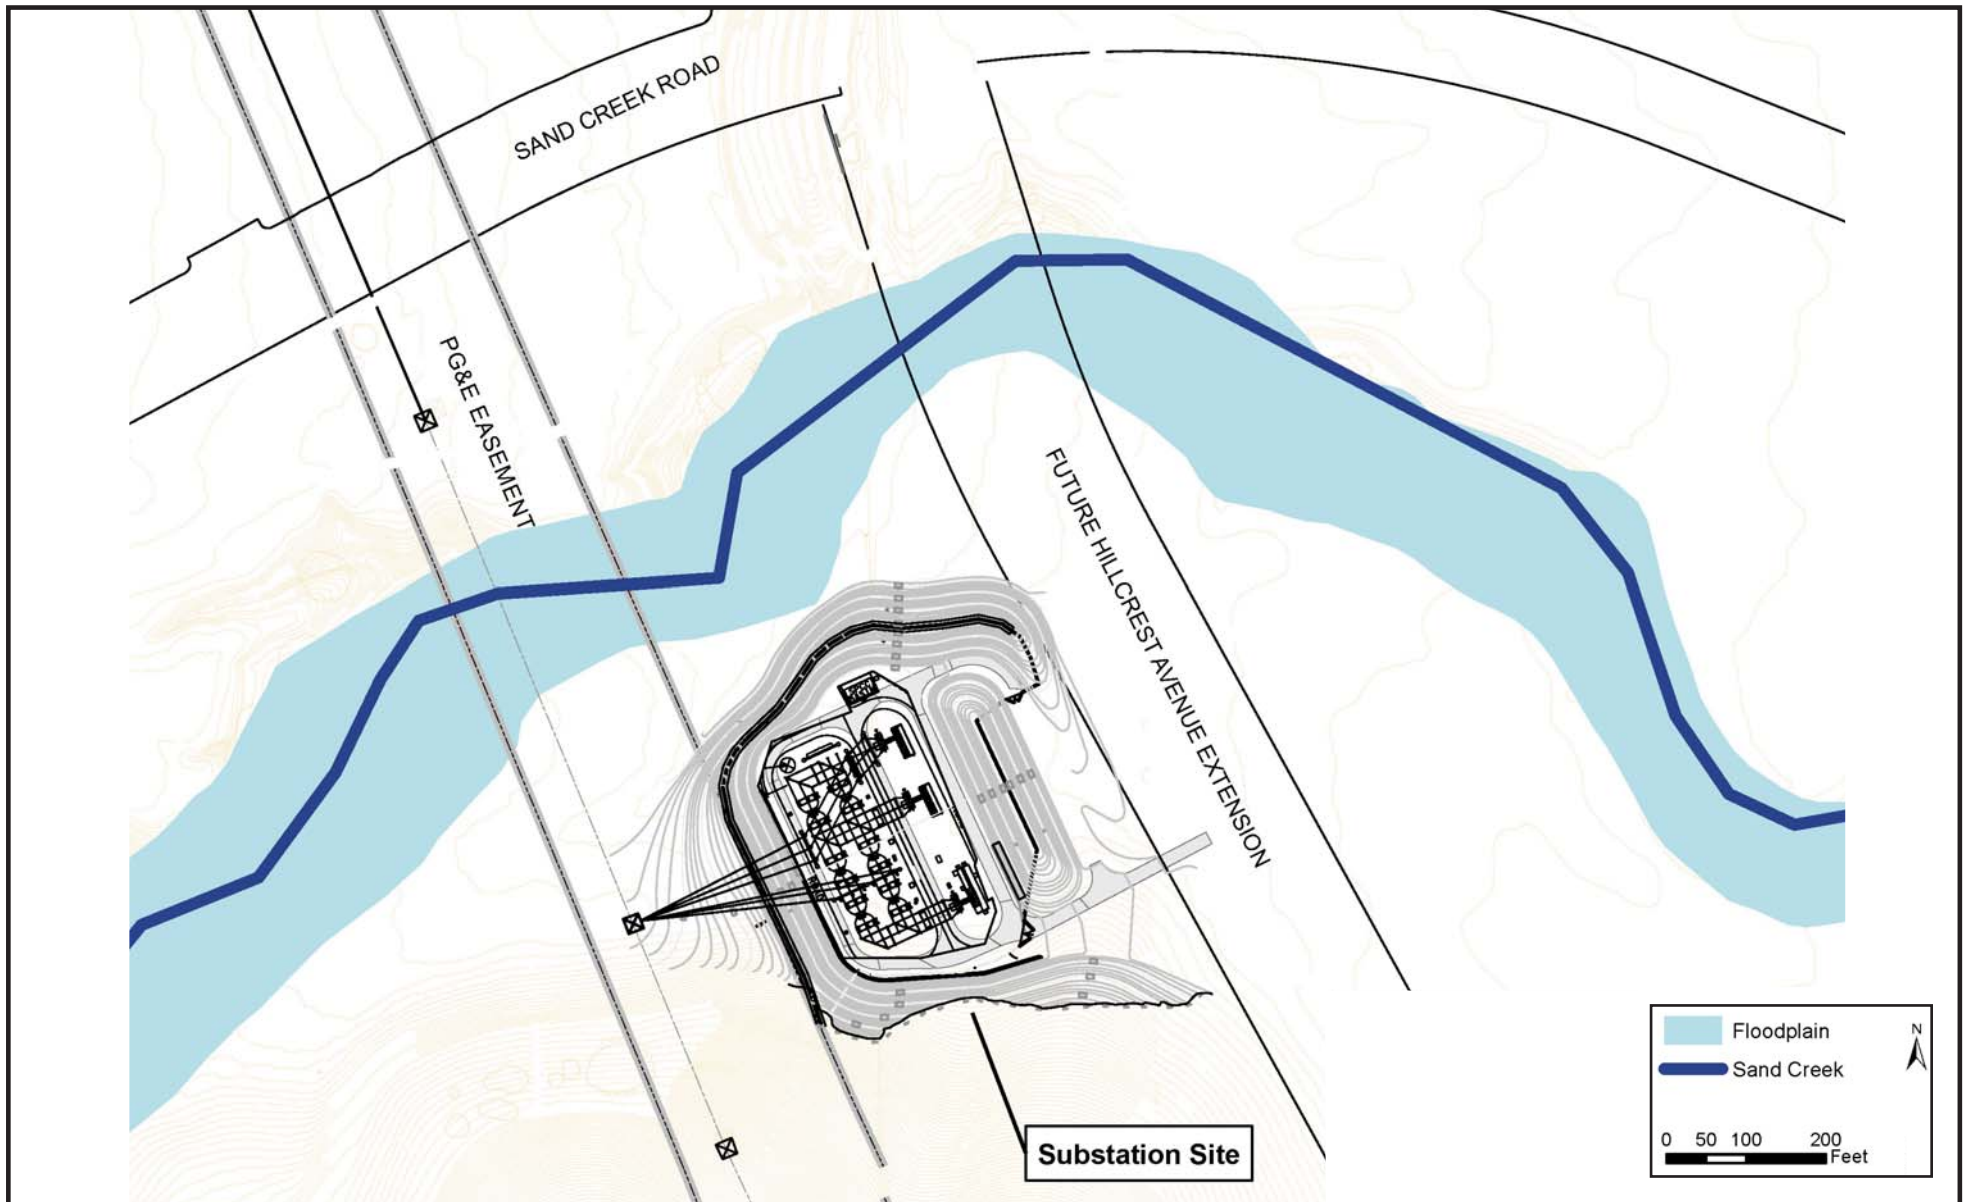 SAND CREEK ROAD
PG&E EASEMENT
FUTURE HILLCREST AVENUE EXTENSION
Substation Site
Floodplain
Sand Creek
N
0 50 100 200
Feet